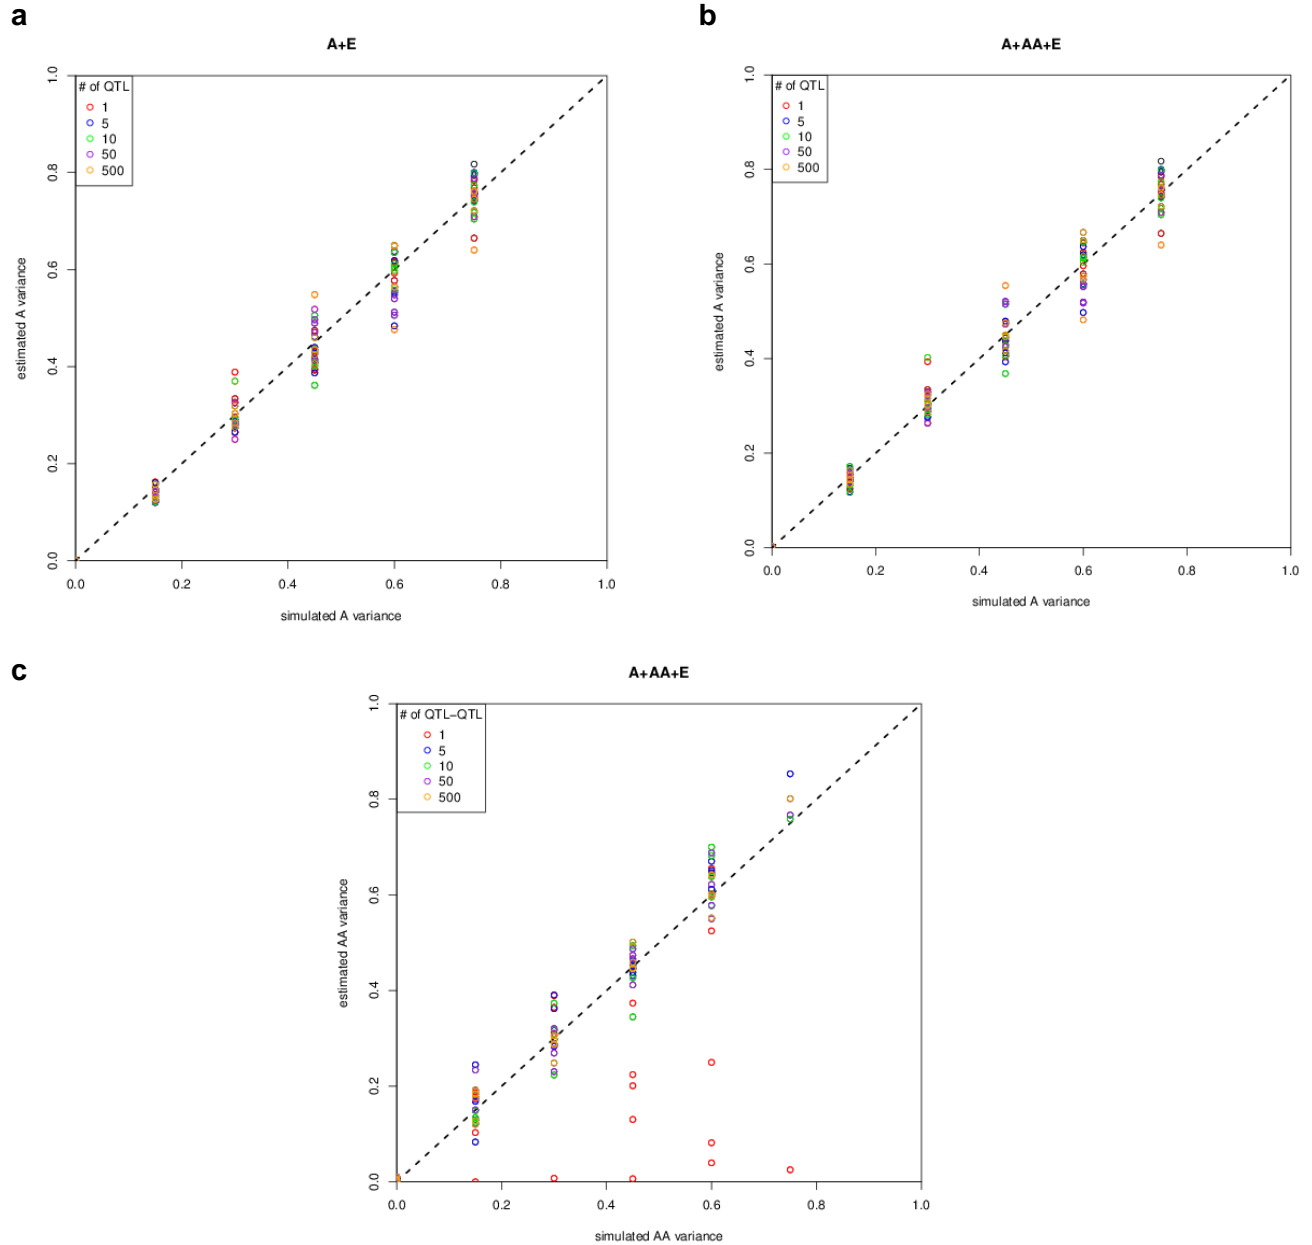 a
A+E
# of QTL
1
5
10
50
500
estimated A variance
0.0
0.2
0.4
0.6
0.8
1.0
0.0 0.2 0.4 0.6 0.8 1.0
simulated A variance
b
A+AA+E
# of QTL
1
5
10
50
500
estimated A variance
0.0
0.2
0.4
0.6
0.8
1.0
0.0 0.2 0.4 0.6 0.8 1.0
simulated A variance
c
A+AA+E
# of QTL−QTL
1
5
10
50
500
estimated AA variance
0.0
0.2
0.4
0.6
0.8
1.0
0.0 0.2 0.4 0.6 0.8 1.0
simulated AA variance